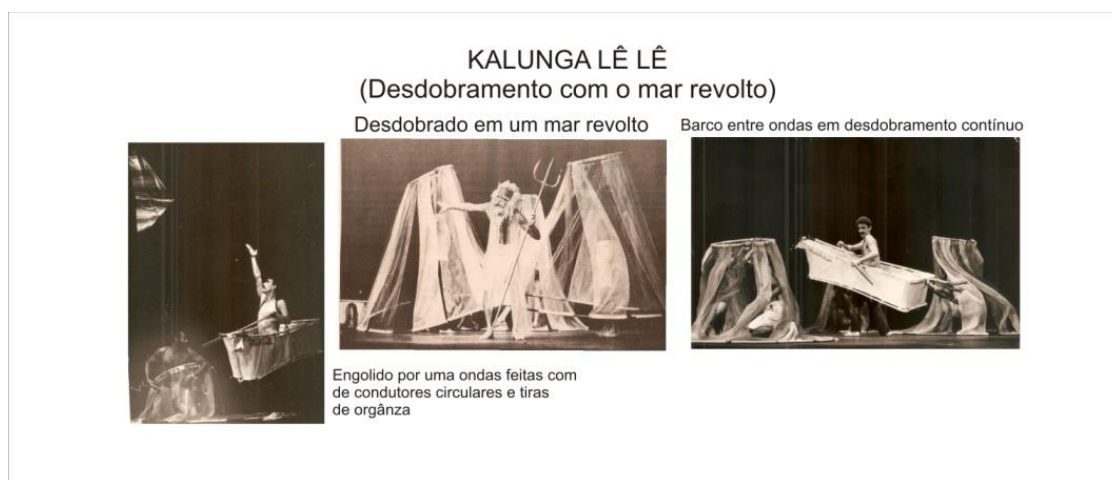 KALUNGA LÊ LÊ
(Desdobramento com o mar revolto)
Desdobrado em um mar revolto
Barco entre ondas em desdobramento contínuo
Engolido por uma ondas feitas com
de condutores circulares e tiras
de orgânza